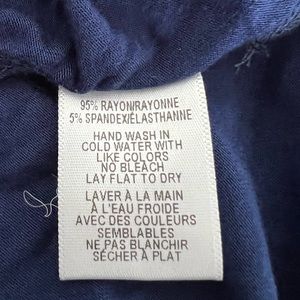 95% RAYON/RAYONNE
5% SPANDEX/ÉLASTHANNE
HAND WASH IN
COLD WATER WITH
LIKE COLORS
NO BLEACH
LAY FLAT TO DRY
LAVER À LA MAIN
À L'EAU FROIDE
AVEC DES COULEURS
SEMBLABLES
NE PAS BLANCHIR
SÉCHER À PLAT